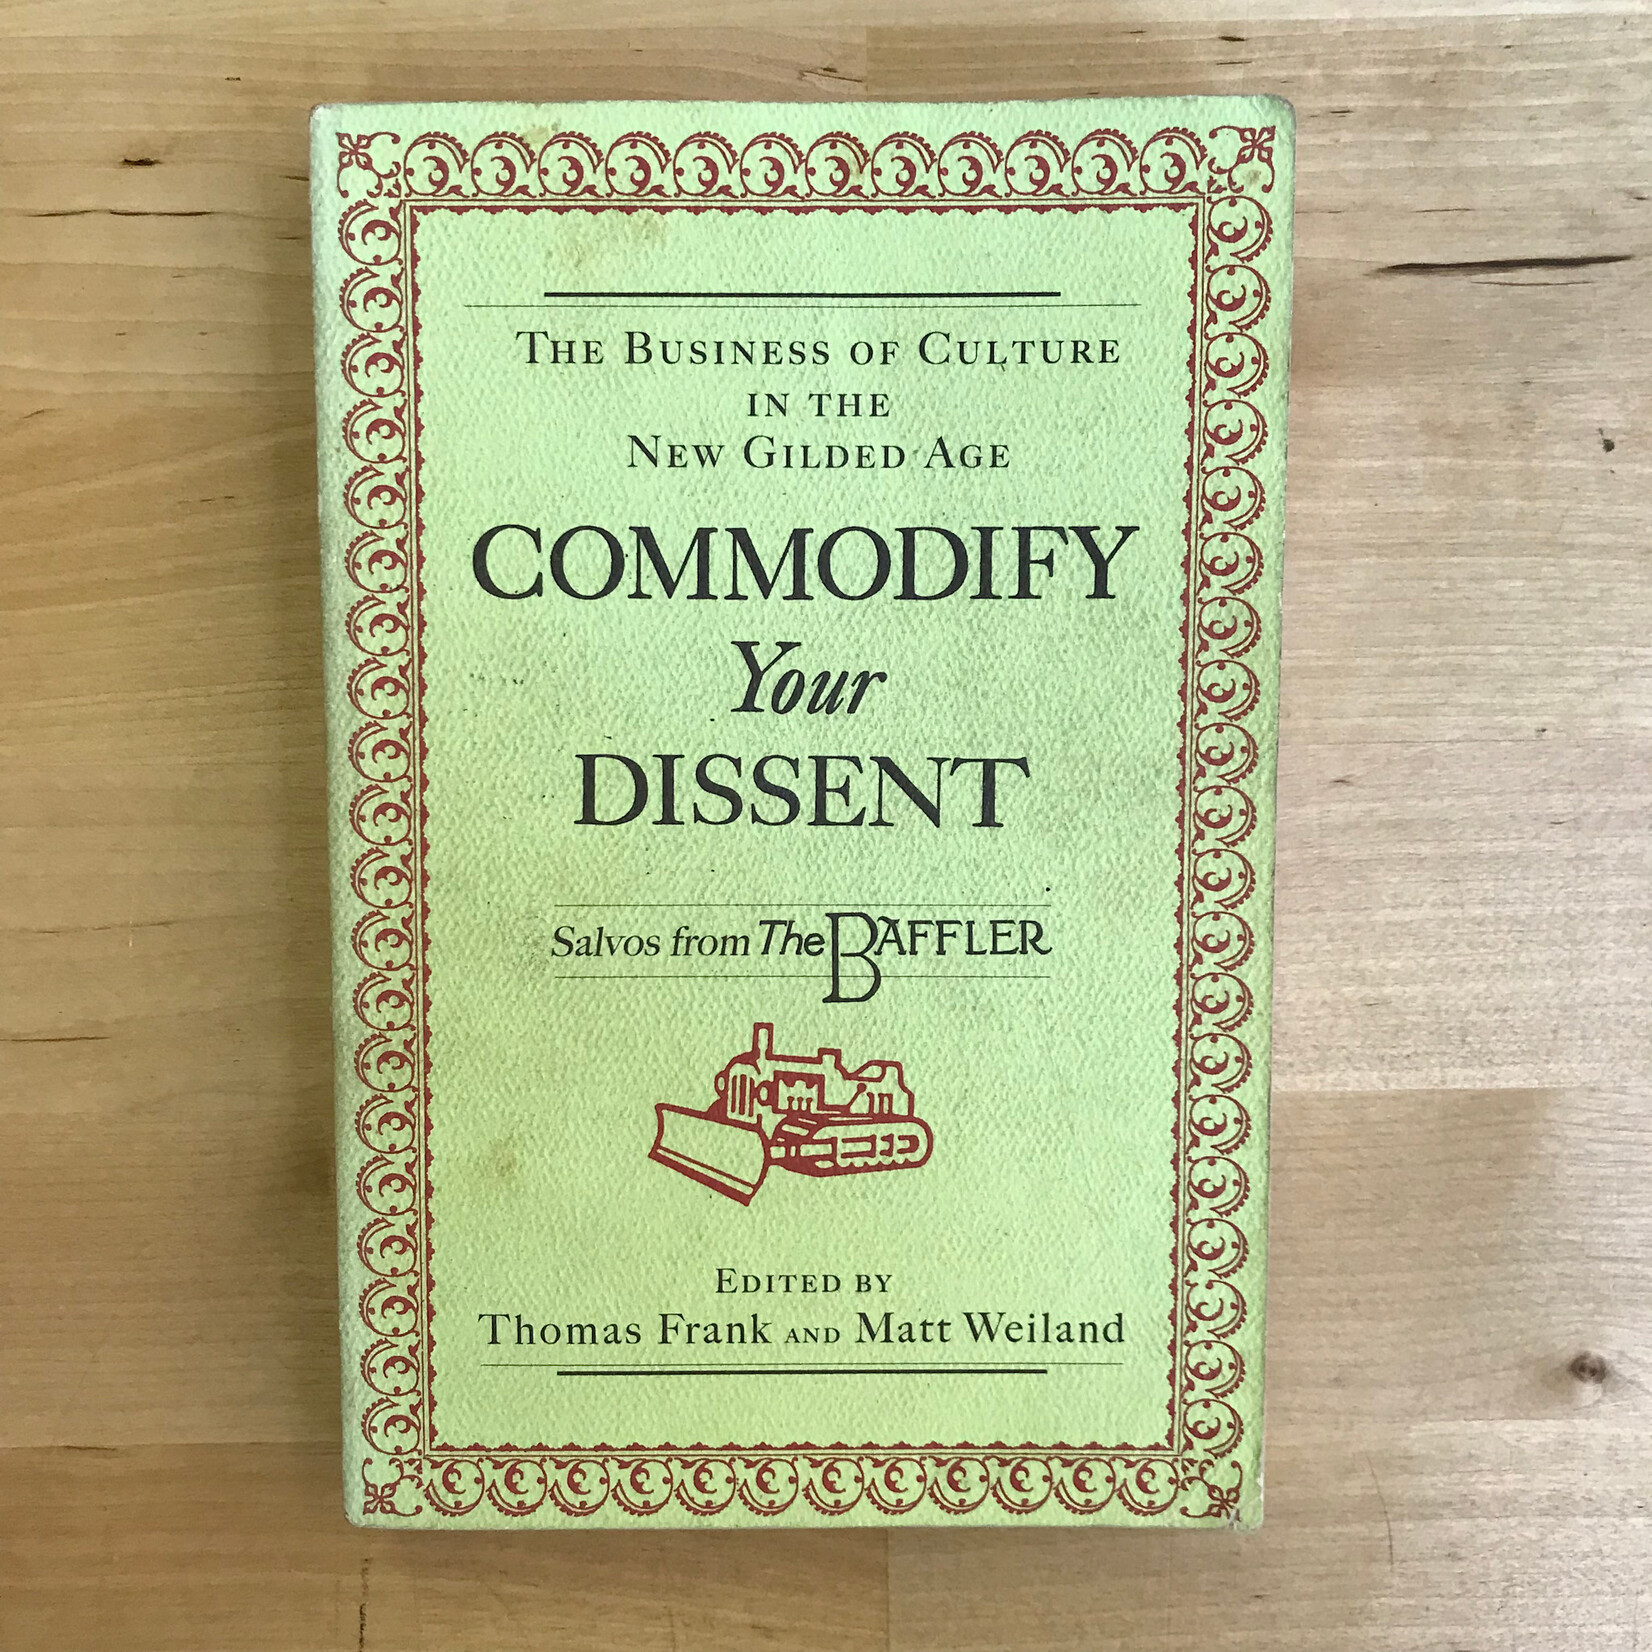 The Business of Culture
in the
New Gilded Age
COMMODIFY
Your
DISSENT
Salvos from The BAFFLER
Edited by
Thomas Frank and Matt Weiland